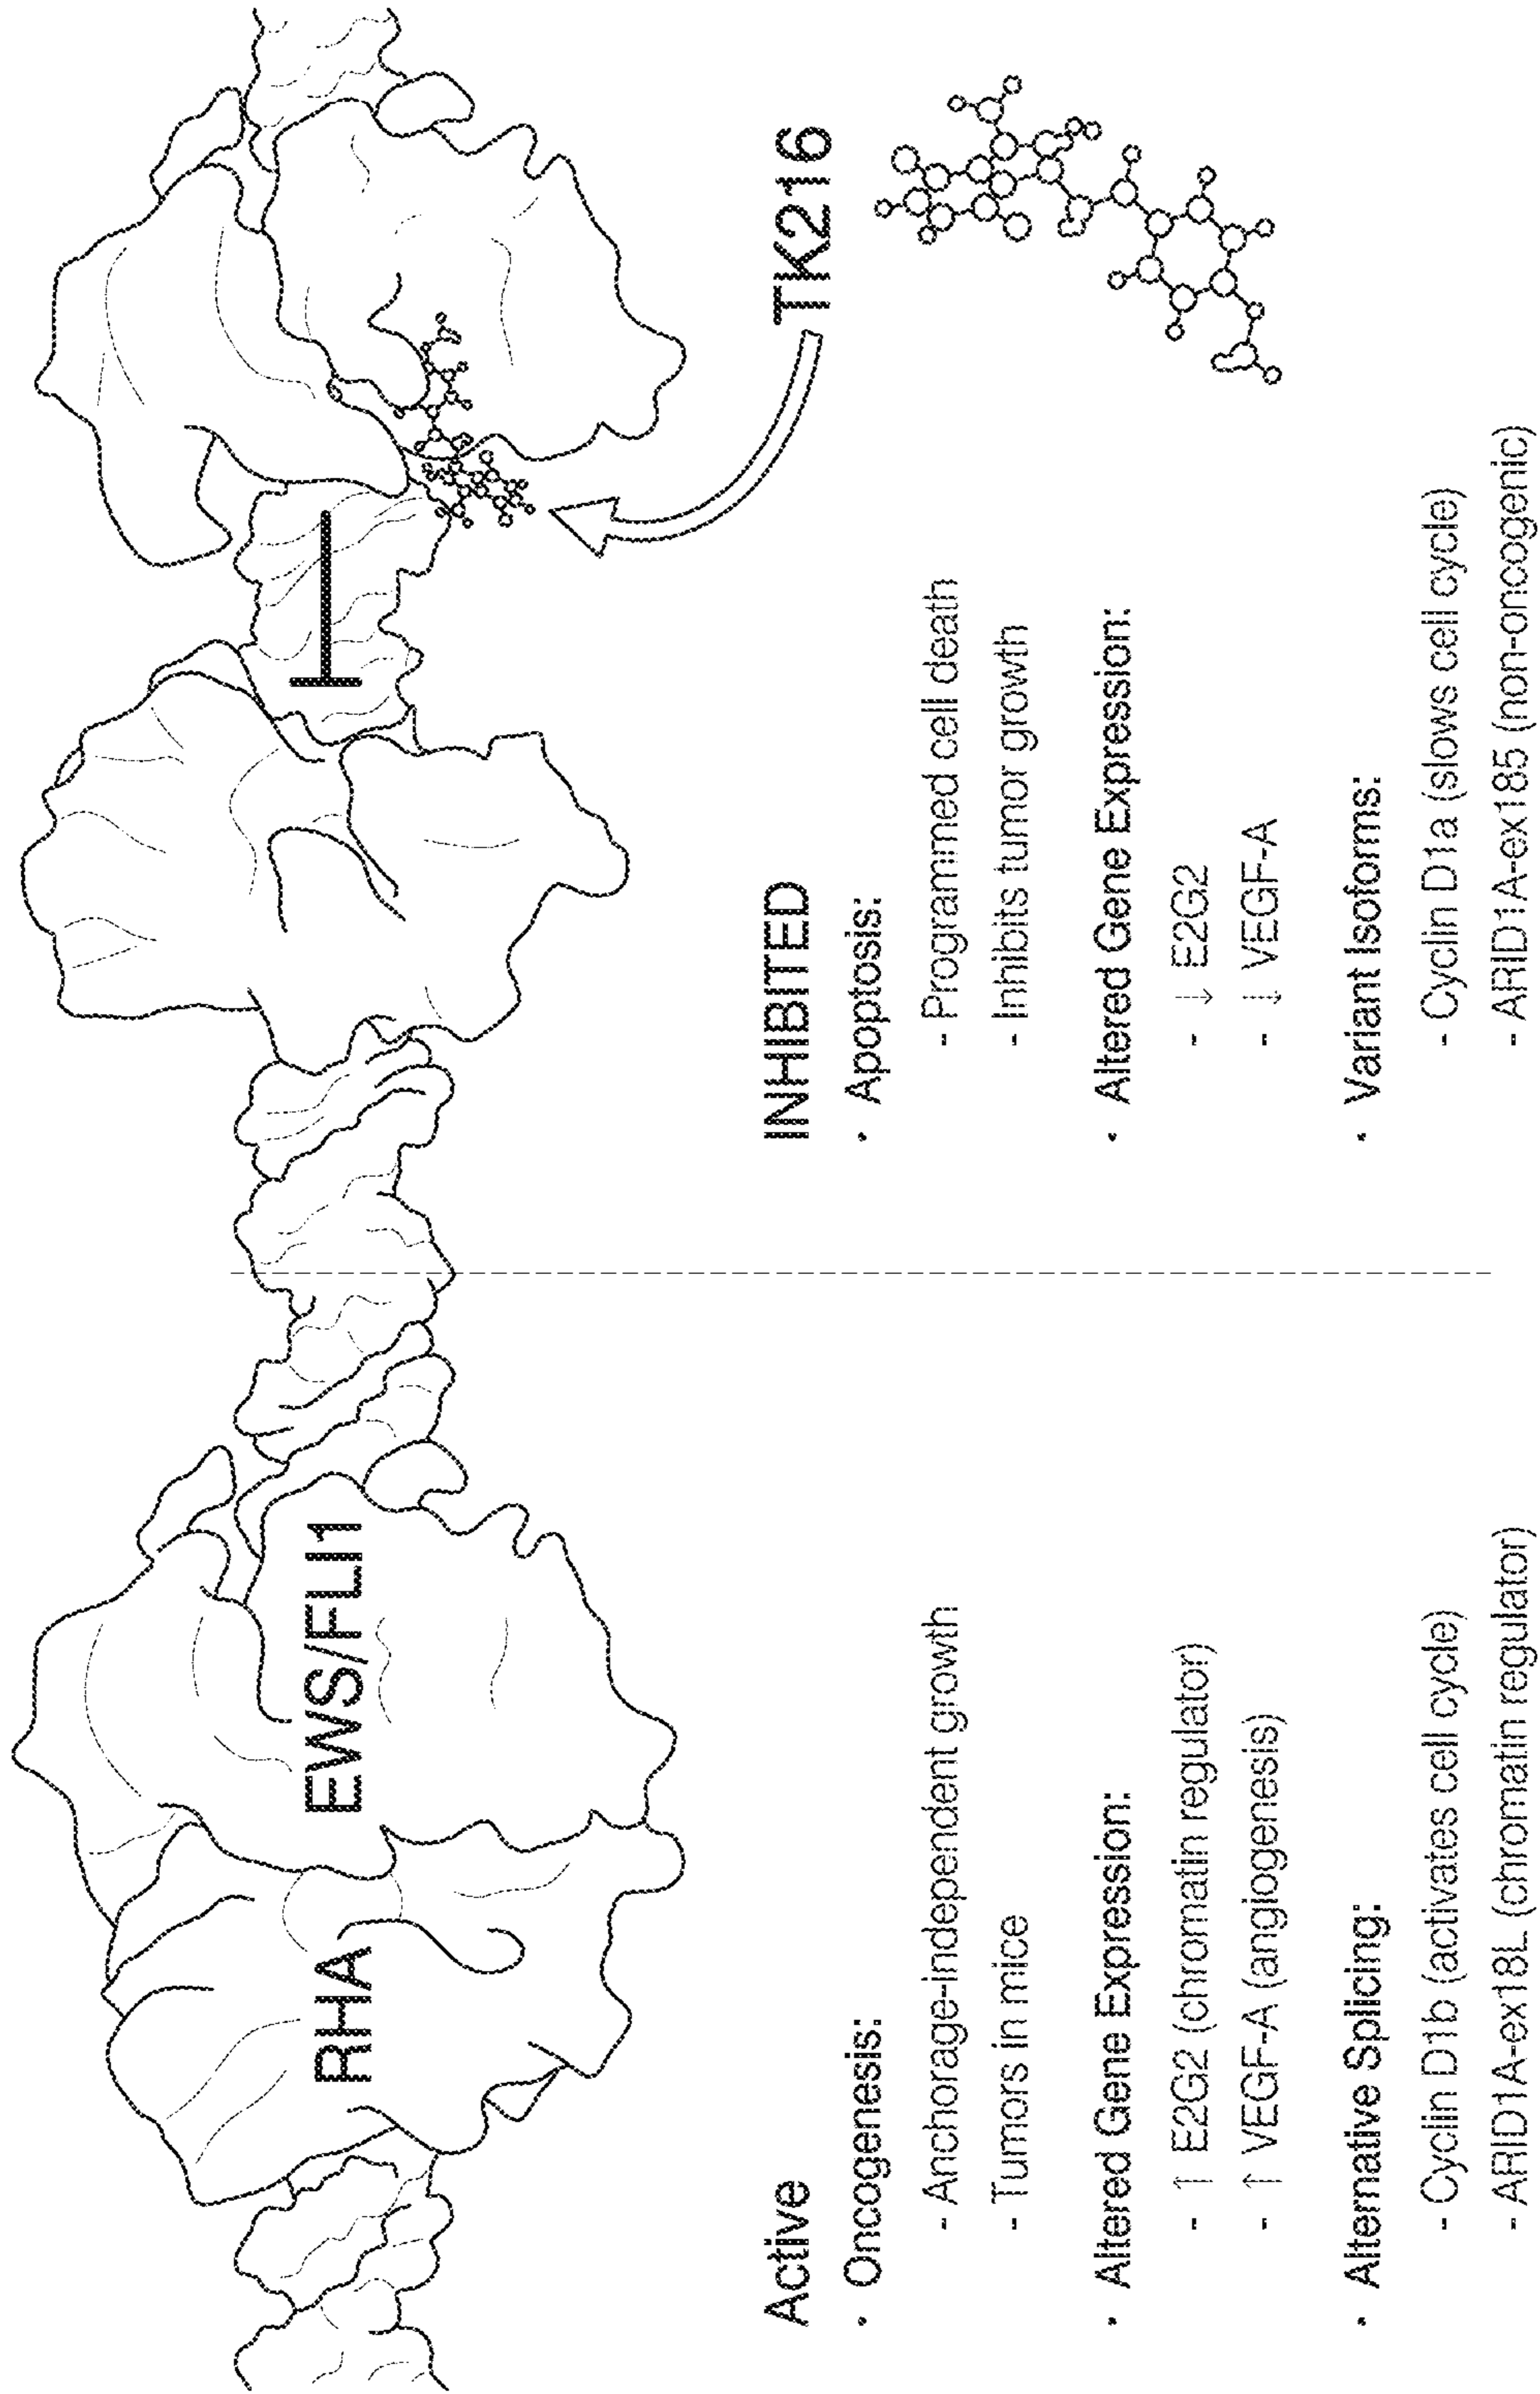 RHA
EWS/FLI1
TK216
Active
• Oncogenesis:
- Anchorage-independent growth
- Tumors in mice
• Altered Gene Expression:
- ↑ E2G2 (chromatin regulator)
- ↑ VEGF-A (angiogenesis)
• Alternative Splicing:
- Cyclin D1b (activates cell cycle)
- ARID1A-ex18L (chromatin regulator)
INHIBITED
• Apoptosis:
- Programmed cell death
- Inhibits tumor growth
• Altered Gene Expression:
- ↓ E2G2
- ↓ VEGF-A
• Variant Isoforms:
- Cyclin D1a (slows cell cycle)
- ARID1A-ex185 (non-oncogenic)